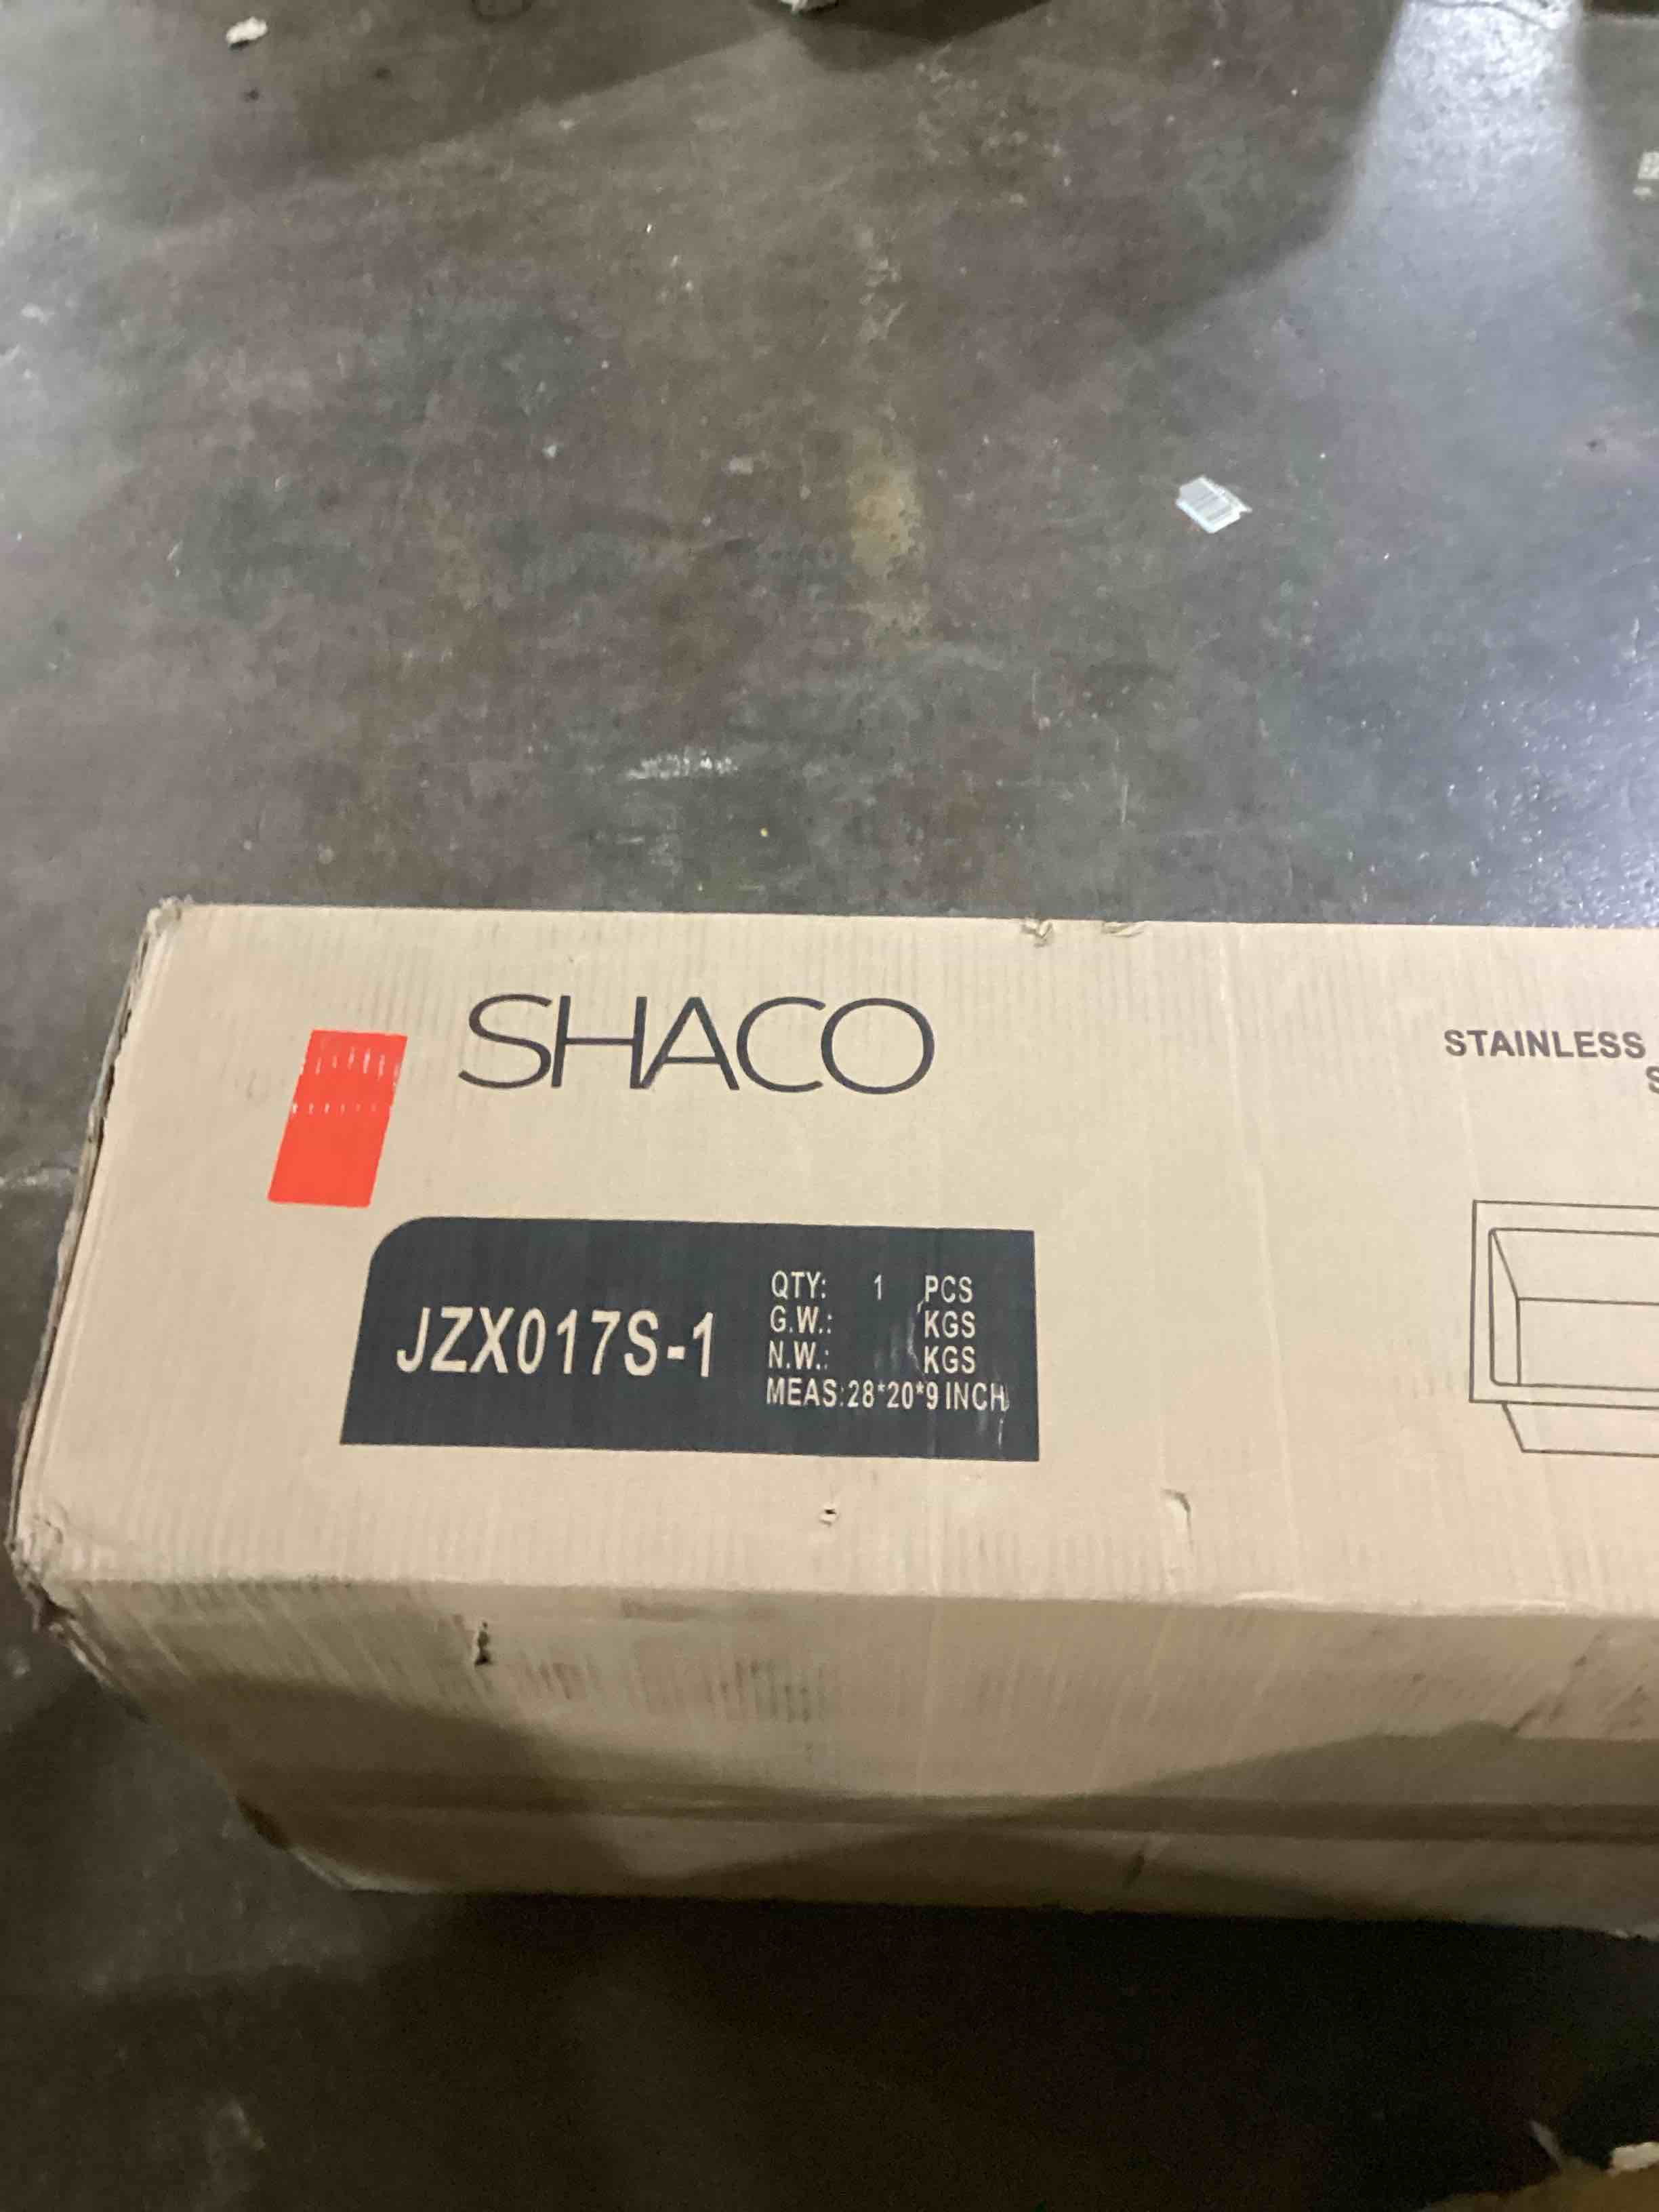 SHACO
STAINLESS
S
JZX017S-1
QTY: 1 PCS
G.W.: KGS
N.W.: KGS
MEAS:28*20*9 INCH